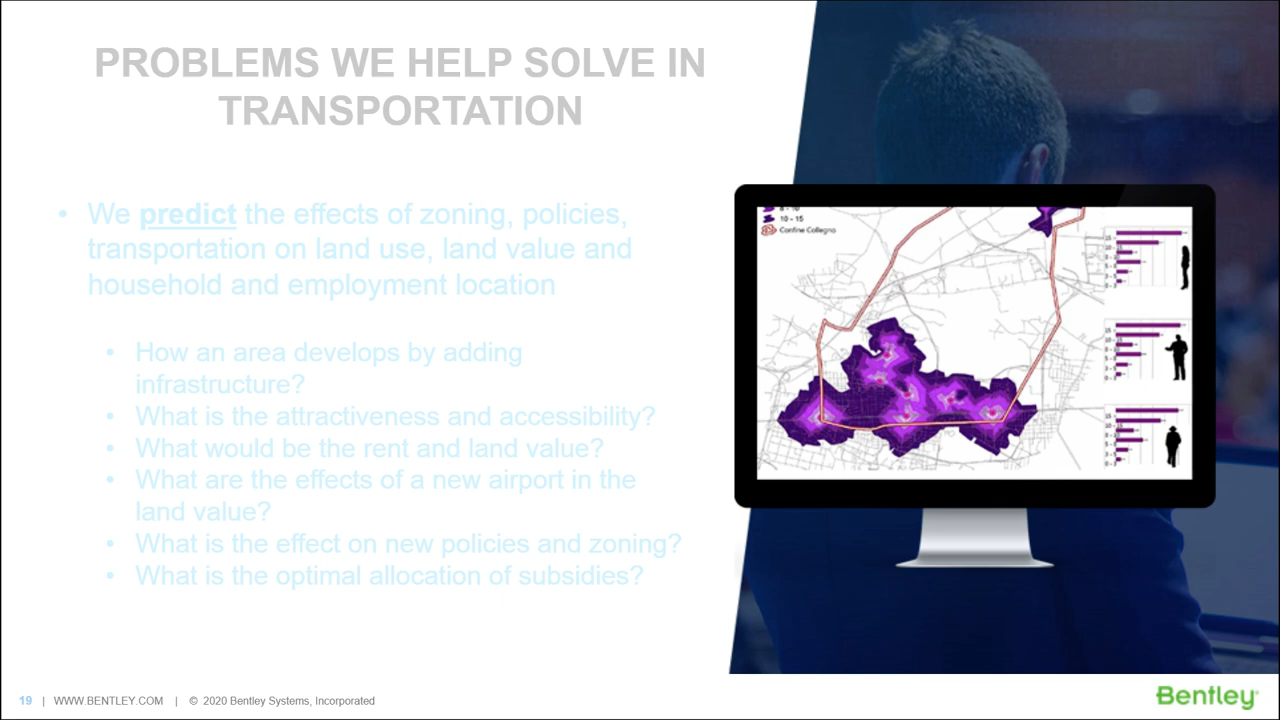 PROBLEMS WE HELP SOLVE IN
TRANSPORTATION
• We predict the effects of zoning, policies,
transportation on land use, land value and
household and employment location
• How an area develops by adding
infrastructure?
• What is the attractiveness and accessibility?
• What would be the rent and land value?
• What are the effects of a new airport in the
land value?
• What is the effect on new policies and zoning?
• What is the optimal allocation of subsidies?
10 - 15
Confine Collegno
19 | WWW.BENTLEY.COM | © 2020 Bentley Systems, Incorporated
Bentley